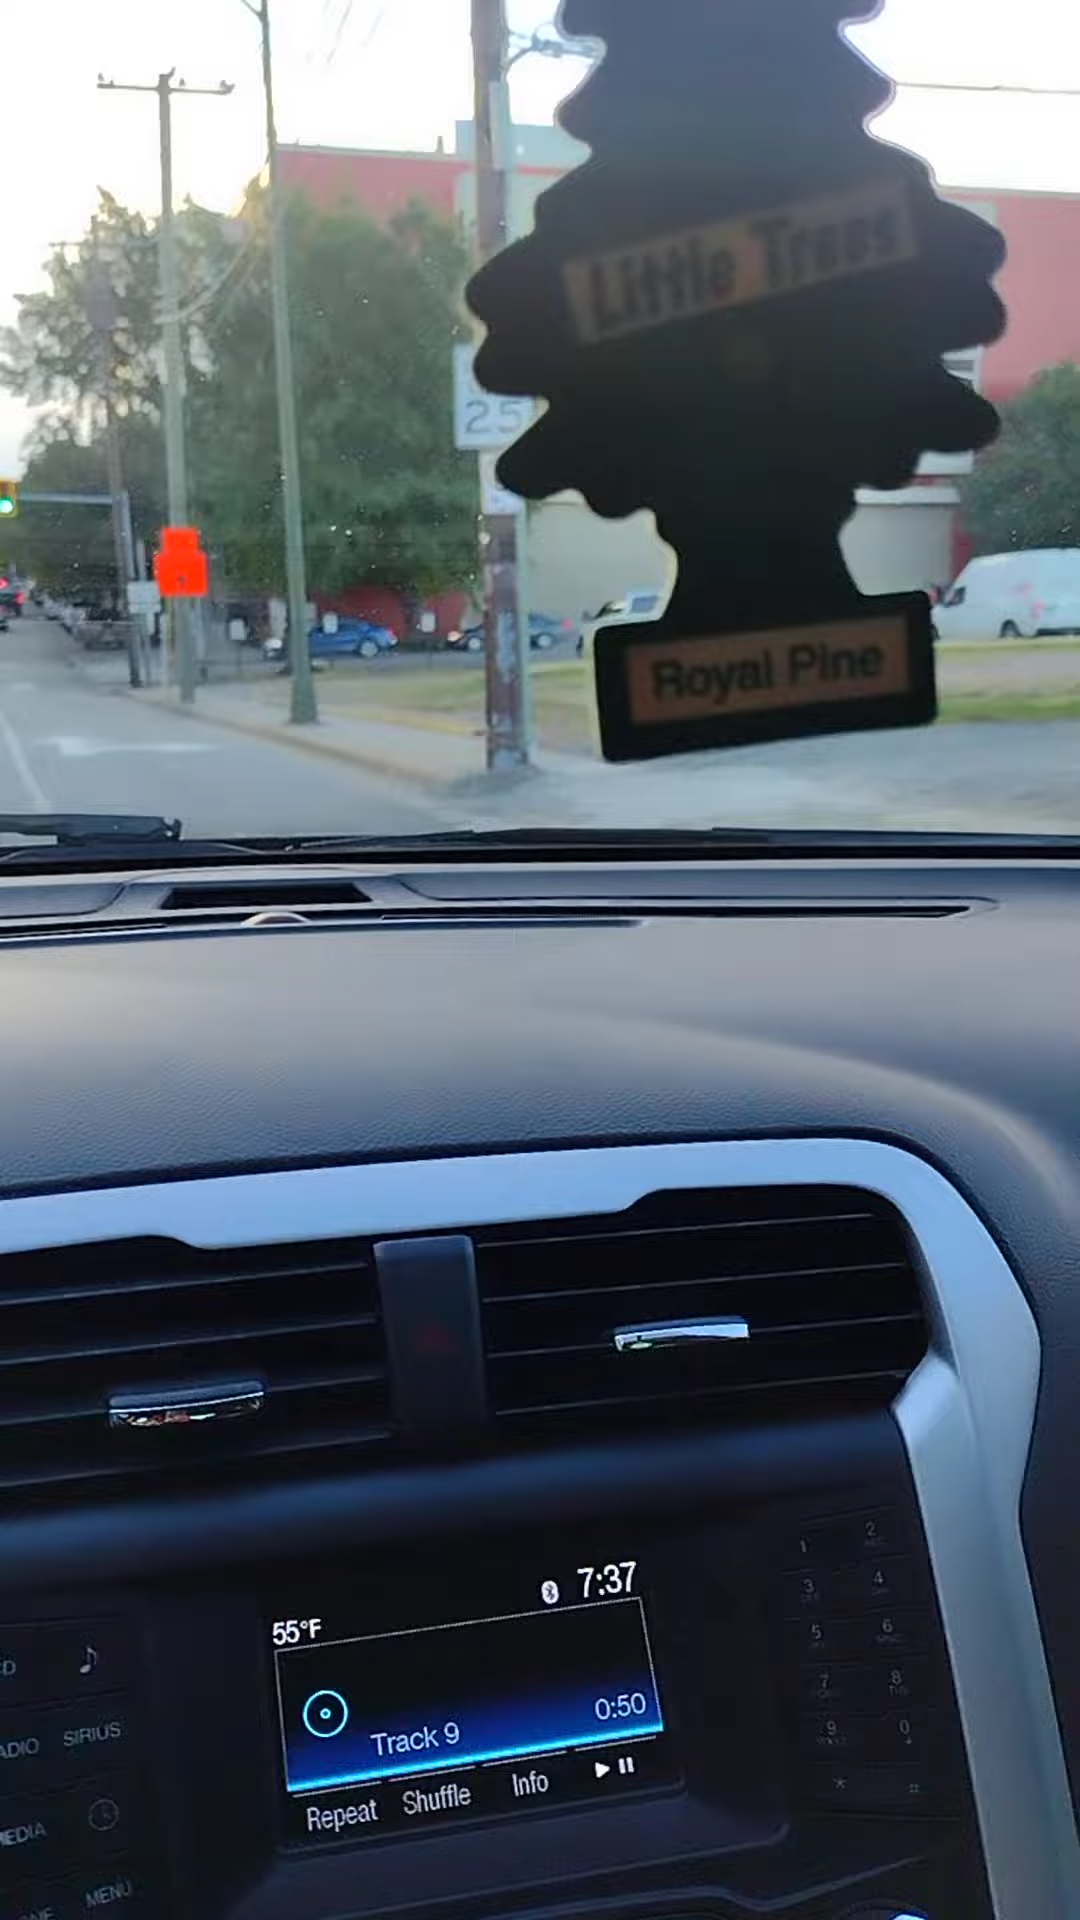 Little Trees
25
Royal Pine
7:37
55°F
0:50
Track 9
Repeat Shuffle Info
1 2
3 4
5 6
7 8
9 0
*
SIRIUS
MENU